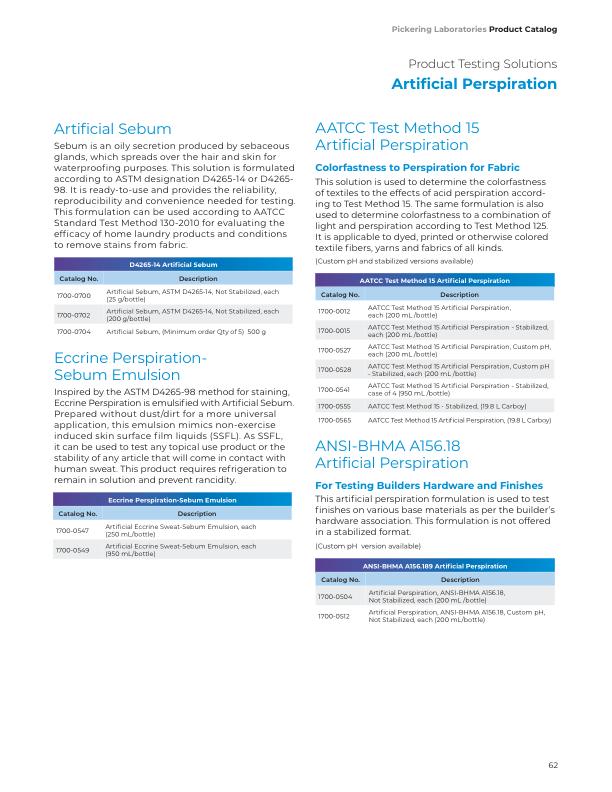 Pickering Laboratories Product Catalog
Product Testing Solutions
Artificial Perspiration
Artificial Sebum
Sebum is an oily secretion produced by sebaceous
glands, which spreads over the hair and skin for
waterproofing purposes. This solution is formulated
according to ASTM designation D4265-14 or D4265-
98. It is ready-to-use and provides the reliability,
reproducibility and convenience needed for testing.
This formulation can be used according to AATCC
Standard Test Method 130-2010 for evaluating the
efficacy of home laundry products and conditions
to remove stains from fabric.
D4265-14 Artificial Sebum
Catalog No. Description
1700-0700 Artificial Sebum, ASTM D4265-14, Not Stabilized, each
(25 g/bottle)
1700-0702 Artificial Sebum, ASTM D4265-14, Not Stabilized, each
(200 g/bottle)
1700-0704 Artificial Sebum, (Minimum order Qty of 5) 500 g
Eccrine Perspiration-
Sebum Emulsion
Inspired by the ASTM D4265-98 method for staining,
Eccrine Perspiration is emulsified with Artificial Sebum.
Prepared without dust/dirt for a more universal
application, this emulsion mimics non-exercise
induced skin surface film liquids (SSFL). As SSFL,
it can be used to test any topical use product or the
stability of any article that will come in contact with
human sweat. This product requires refrigeration to
remain in solution and prevent rancidity.
Eccrine Perspiration-Sebum Emulsion
Catalog No. Description
1700-0547 Artificial Eccrine Sweat-Sebum Emulsion, each
(250 mL/bottle)
1700-0549 Artificial Eccrine Sweat-Sebum Emulsion, each
(950 mL/bottle)
AATCC Test Method 15
Artificial Perspiration
Colorfastness to Perspiration for Fabric
This solution is used to determine the colorfastness
of textiles to the effects of acid perspiration accord-
ing to Test Method 15. The same formulation is also
used to determine colorfastness to a combination of
light and perspiration according to Test Method 125.
It is applicable to dyed, printed or otherwise colored
textile fibers, yarns and fabrics of all kinds.
(Custom pH and stabilized versions available)
AATCC Test Method 15 Artificial Perspiration
Catalog No. Description
1700-0012 AATCC Test Method 15 Artificial Perspiration,
each (200 mL/bottle)
1700-0015 AATCC Test Method 15 Artificial Perspiration - Stabilized,
each (200 mL/bottle)
1700-0527 AATCC Test Method 15 Artificial Perspiration, Custom pH,
each (200 mL/bottle)
1700-0528 AATCC Test Method 15 Artificial Perspiration, Custom pH
- Stabilized, each (200 mL/bottle)
1700-0541 AATCC Test Method 15 Artificial Perspiration - Stabilized,
case of 4 (950 mL/bottle)
1700-0555 AATCC Test Method 15 - Stabilized, (19.8 L Carboy)
1700-0565 AATCC Test Method 15 Artificial Perspiration, (19.8 L Carboy)
ANSI-BHMA A156.18
Artificial Perspiration
For Testing Builders Hardware and Finishes
This artificial perspiration formulation is used to test
finishes on various base materials as per the builder's
hardware association. This formulation is not offered
in a stabilized format.
(Custom pH version available)
ANSI-BHMA A156.189 Artificial Perspiration
Catalog No. Description
1700-0504 Artificial Perspiration, ANSI-BHMA A156.18,
Not Stabilized, each (200 mL/bottle)
1700-0512 Artificial Perspiration, ANSI-BHMA A156.18, Custom pH,
Not Stabilized, each (200 mL/bottle)
62